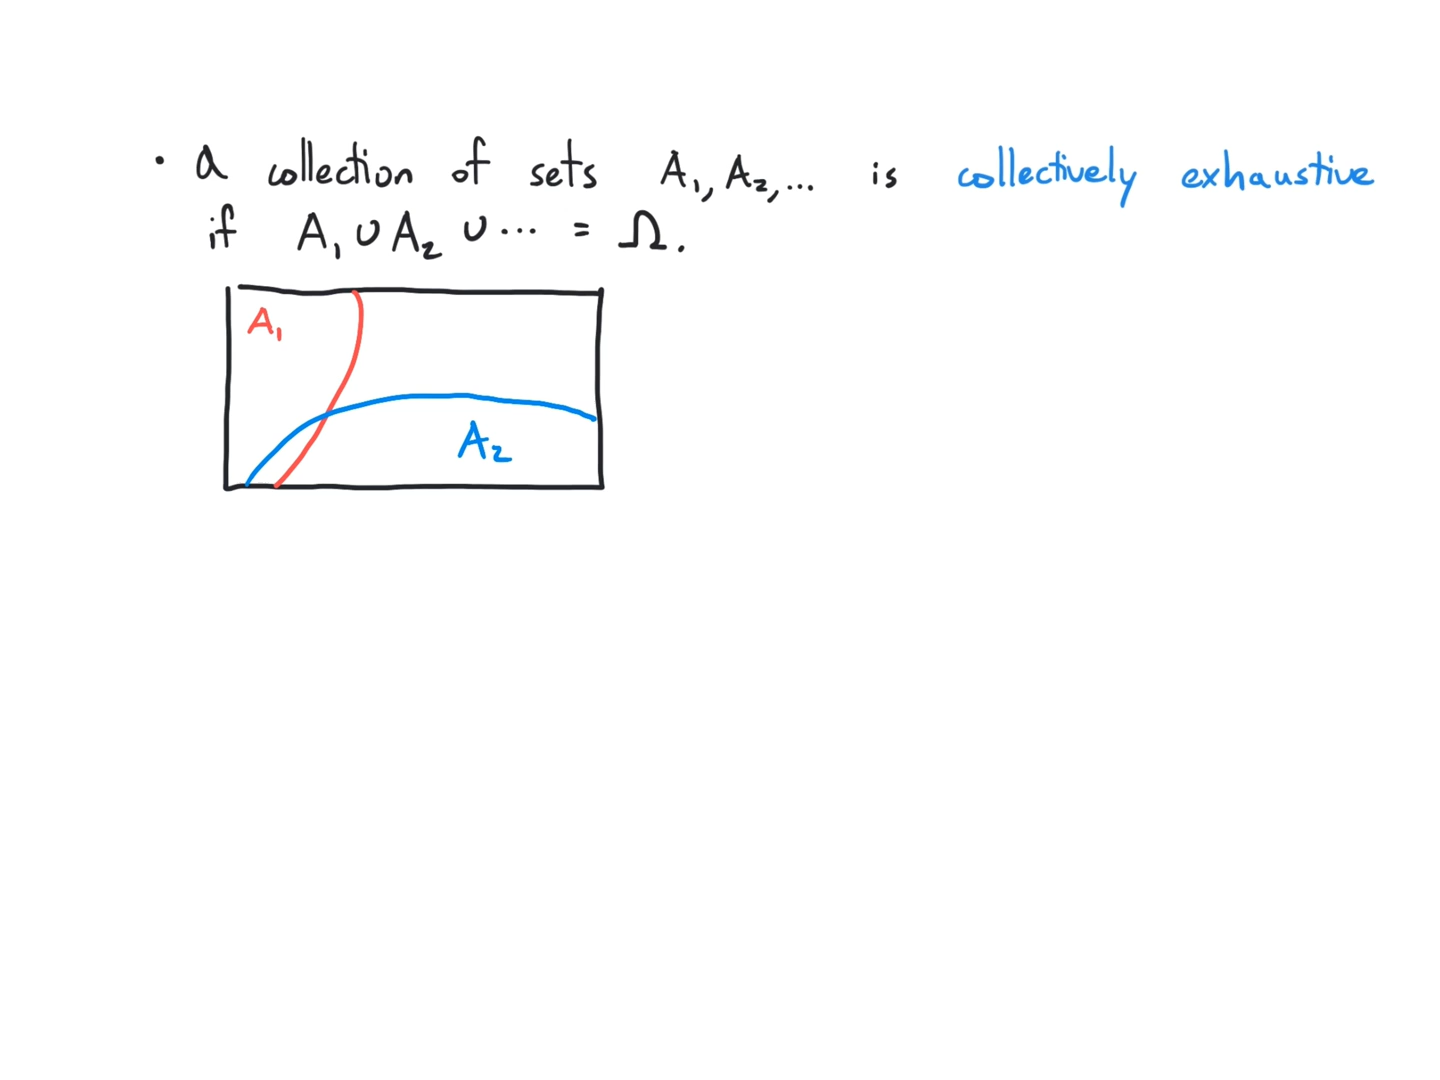 • a collection of sets A₁, A₂, ... is collectively exhaustive
if A₁ ∪ A₂ ∪ ... = Ω.
A₁
A₂